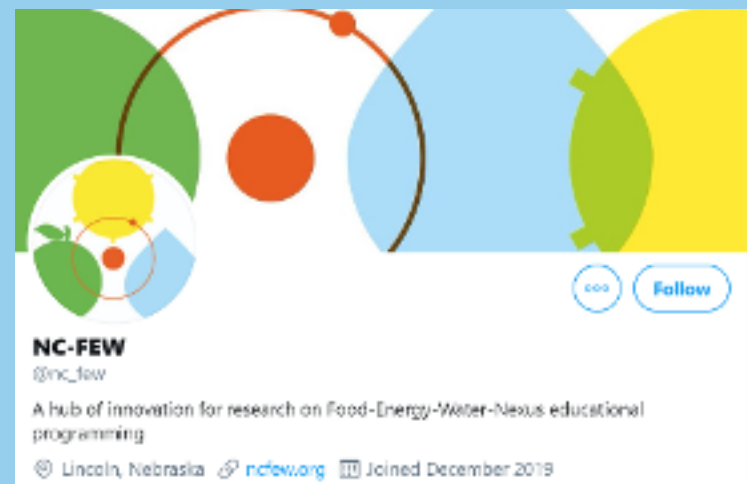 Follow
NC-FEW
@nc_few
A hub of innovation for research on Food-Energy-Water-Nexus educational
programming
Lincoln, Nebraska ncfew.org Joined December 2019